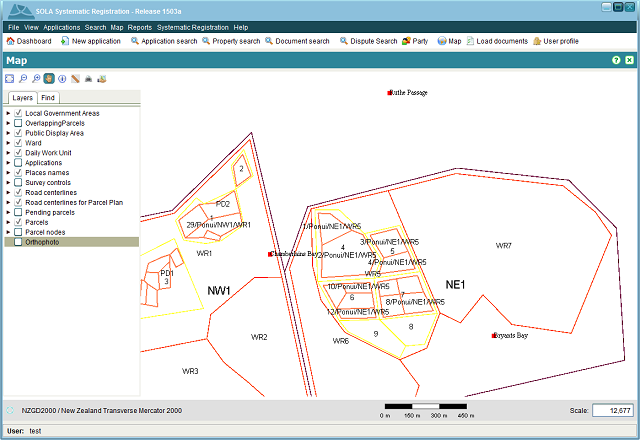 SOLA Systematic Registration - Release 1503a
File View Applications Search Map Reports Systematic Registration Help
Dashboard New application Application search Property search Document search Dispute Search Party Map Load documents User profile
Map
Layers Find
Local Government Areas
OverlappingParcels
Public Display Area
Ward
Daily Work Unit
Applications
Places names
Survey controls
Road centerlines
Road centerlines for Parcel Plan
Pending parcels
Parcels
Parcel nodes
Orthophoto
Ruthe Passage
2
PD2
1
29/Ponui/NW1/WR1
1/Ponui/NE1/WR5
3/Ponui/NE1/WR5
4
5
WR7
WR1
Chamberlins Bay
2/Ponui/NE1/WR5
4/Ponui/NE1/WR5
PD1
3
WR5
NW1
10/Ponui/NE1/WR5
NE1
6
7
8/Ponui/NE1/WR5
12/Ponui/NE1/WR5
8
9
WR2
WR6
Bryants Bay
WR3
NZGD2000 / New Zealand Transverse Mercator 2000
0 m 150 m 300 m 450 m
Scale: 12,677
User: test